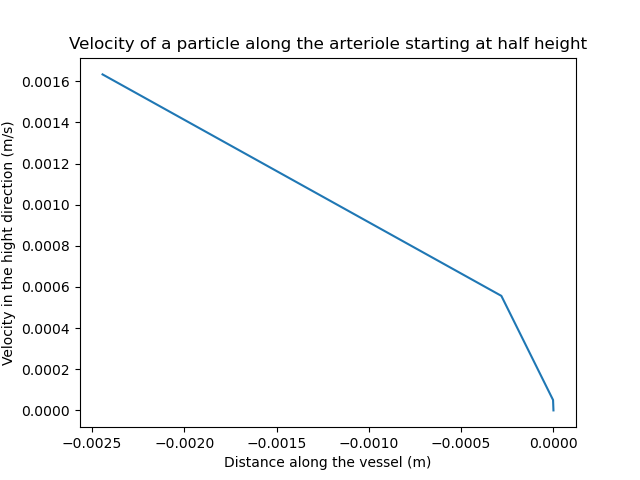 Velocity of a particle along the arteriole starting at half height
0.0016
0.0014
0.0012
0.0010
0.0008
0.0006
0.0004
0.0002
0.0000
Velocity in the hight direction (m/s)
−0.0025 −0.0020 −0.0015 −0.0010 −0.0005 0.0000
Distance along the vessel (m)